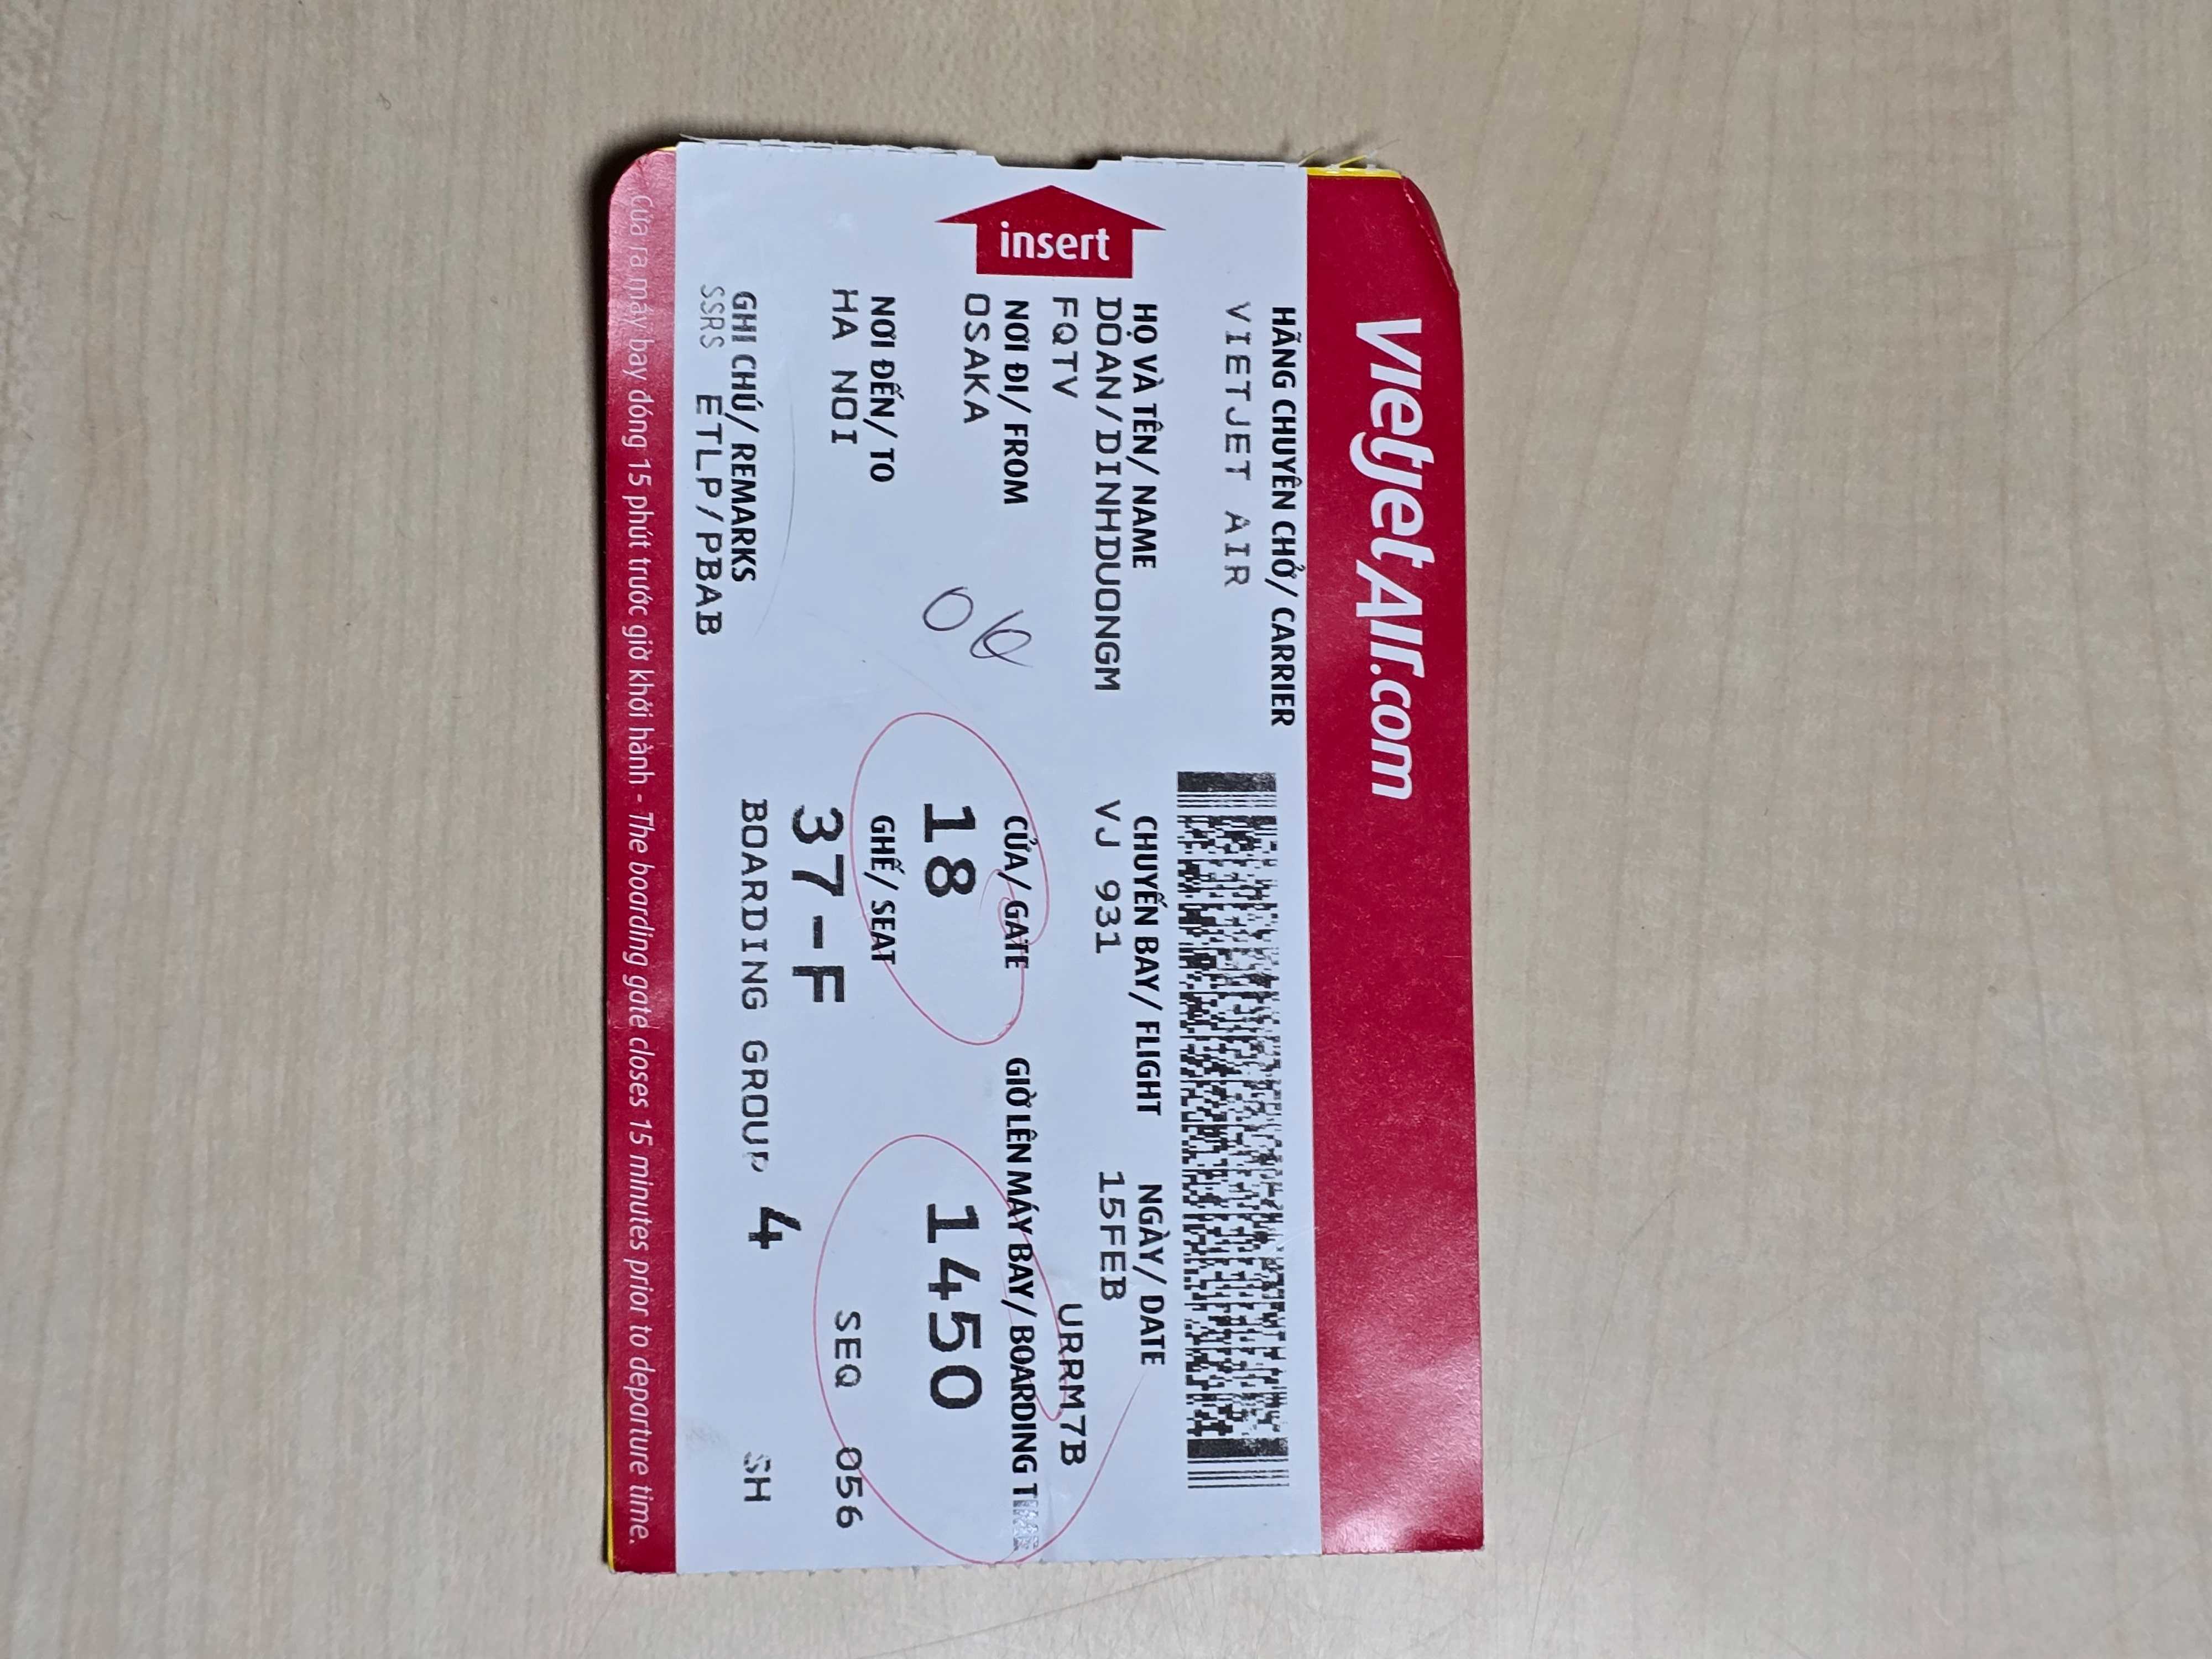 VietjetAir.com
HÃNG CHUYÊN CHỞ/ CARRIER
VIETJET AIR
HỌ VÀ TÊN/ NAME
CHUYẾN BAY/ FLIGHT
NGÀY/ DATE
DOAN/DINHDUONGM
VJ 931
15FEB
FQTV
URRM7B
NƠI ĐI/ FROM
CỬA/ GATE
GIỜ LÊN MÁY BAY/ BOARDING TIME
OSAKA
OK
18
1450
NƠI ĐẾN/ TO
GHẾ/ SEAT
HA NOI
37-F
SEQ 056
GHI CHÚ/ REMARKS
BOARDING GROUP 4
SH
SSRS ETLP/PBAB
insert
Cửa ra máy bay đóng 15 phút trước giờ khởi hành - The boarding gate closes 15 minutes prior to departure time.